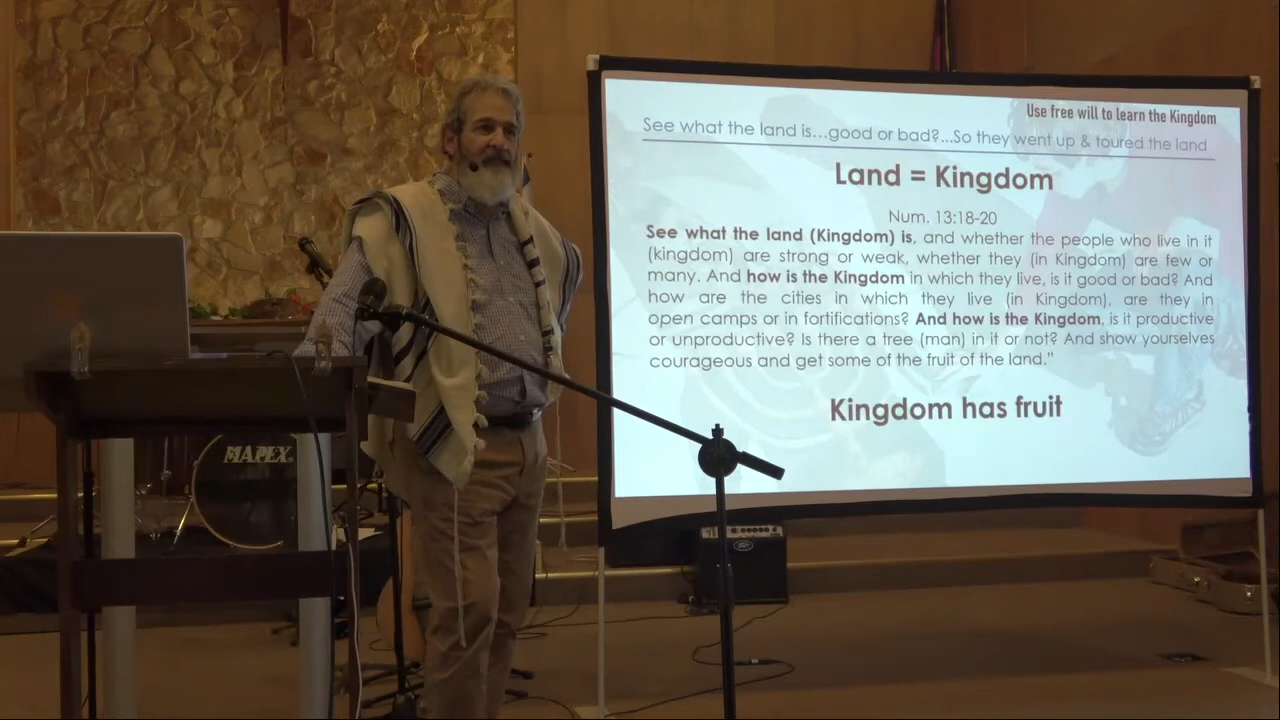 Use free will to learn the Kingdom
See what the land is...good or bad?...So they went up & toured the land
Land = Kingdom
Num. 13:18-20
See what the land (Kingdom) is, and whether the people who live in it
(kingdom) are strong or weak, whether they (in Kingdom) are few or
many. And how is the Kingdom in which they live, is it good or bad? And
how are the cities in which they live (in Kingdom), are they in
open camps or in fortifications? And how is the Kingdom, is it productive
or unproductive? Is there a tree (man) in it or not? And show yourselves
courageous and get some of the fruit of the land."
Kingdom has fruit
MAPEX